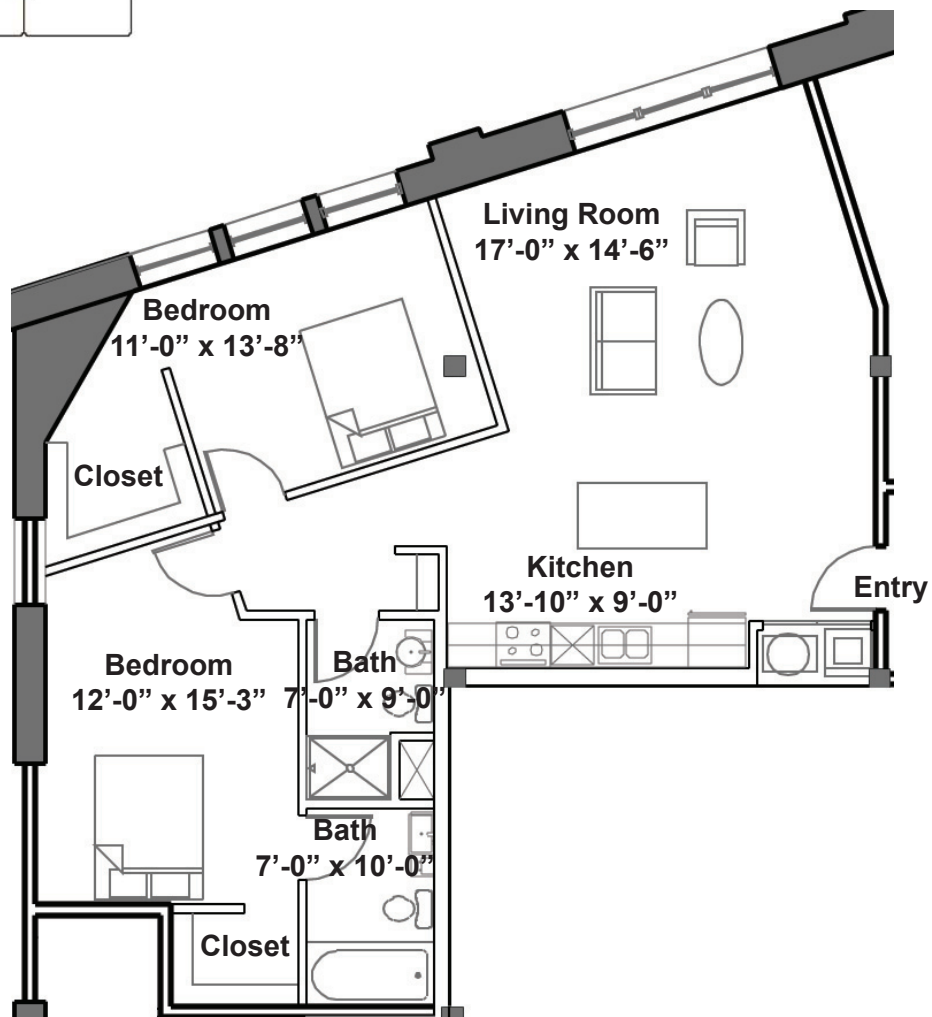 Living Room
17’-0” x 14’-6”
Bedroom
11’-0” x 13’-8”
Closet
Kitchen
13’-10” x 9’-0”
Entry
Bedroom
12’-0” x 15’-3”
Bath
7’-0” x 9’-0”
Bath
7’-0” x 10’-0”
Closet